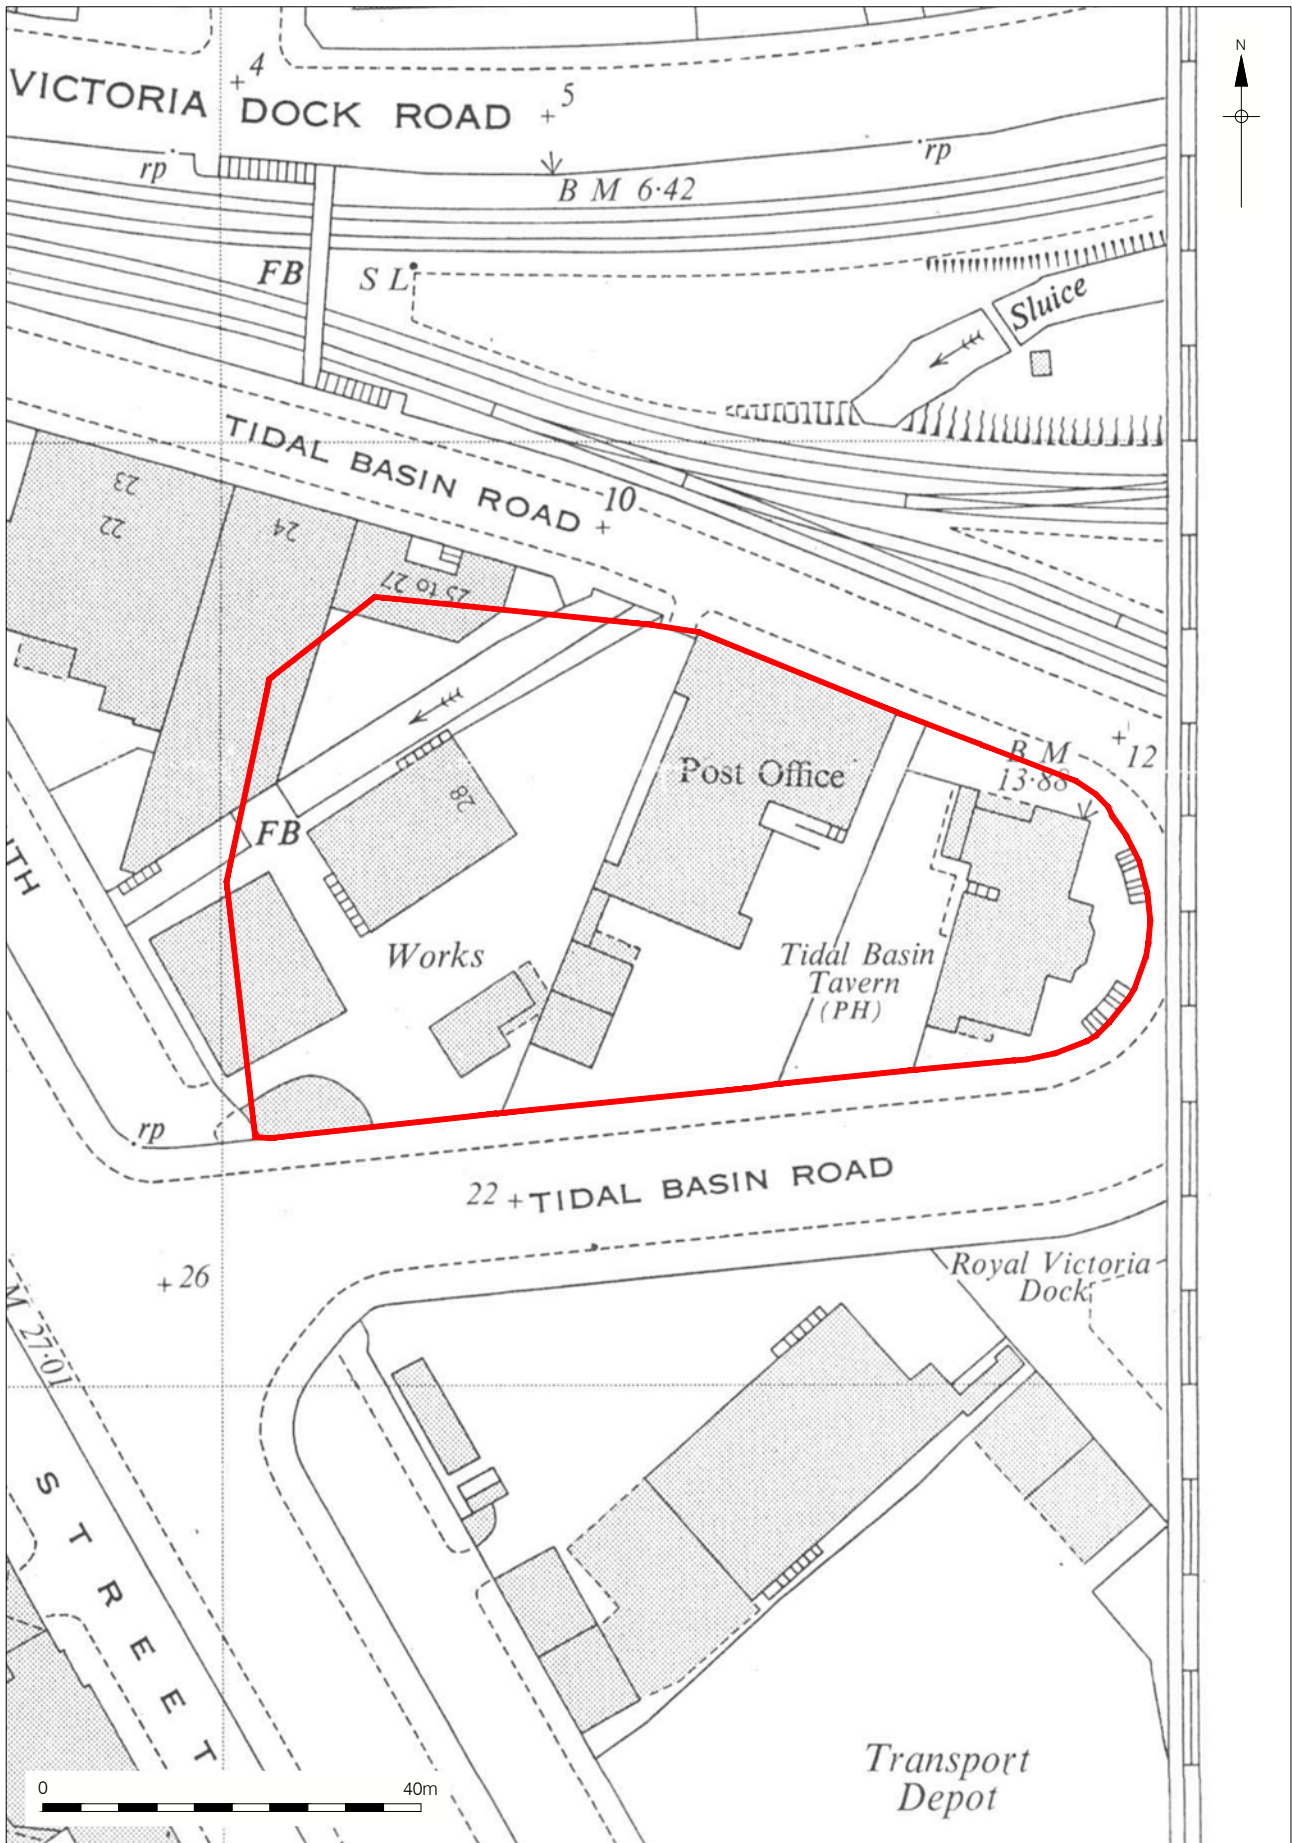 N
4
5
VICTORIA DOCK ROAD
rp
rp
B M 6·42
FB
S L
Sluice
TIDAL BASIN ROAD
10
23
22
24
25 to 27
12
B M
13·88
Post Office
28
FB
Works
Tidal Basin
Tavern
(PH)
TH
rp
22
TIDAL BASIN ROAD
26
Royal Victoria
Dock
M 27·01
STREET
Transport
Depot
0
40m